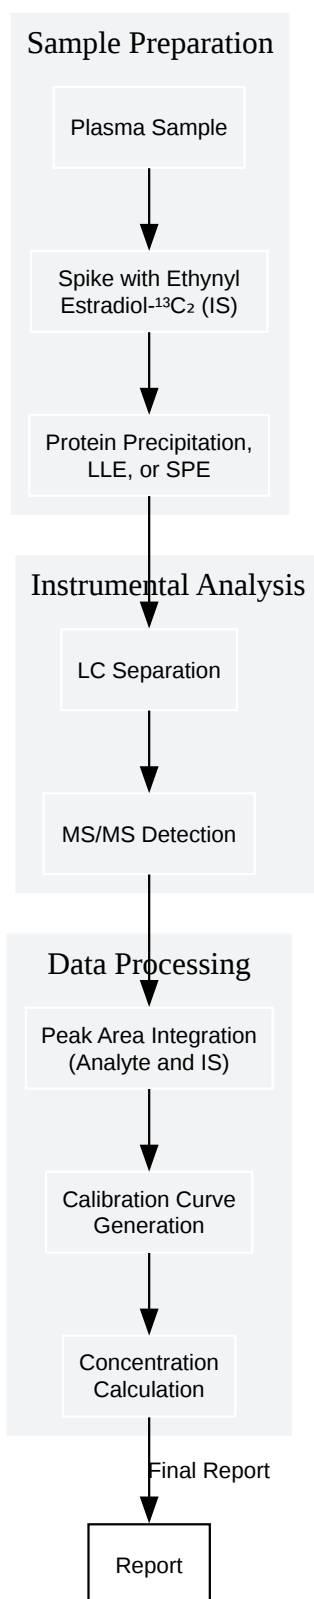 Sample Preparation
Plasma Sample
Spike with Ethynyl
Estradiol-¹³C₂ (IS)
Protein Precipitation,
LLE, or SPE
Instrumental Analysis
LC Separation
MS/MS Detection
Data Processing
Peak Area Integration
(Analyte and IS)
Calibration Curve
Generation
Concentration
Calculation
Final Report
Report